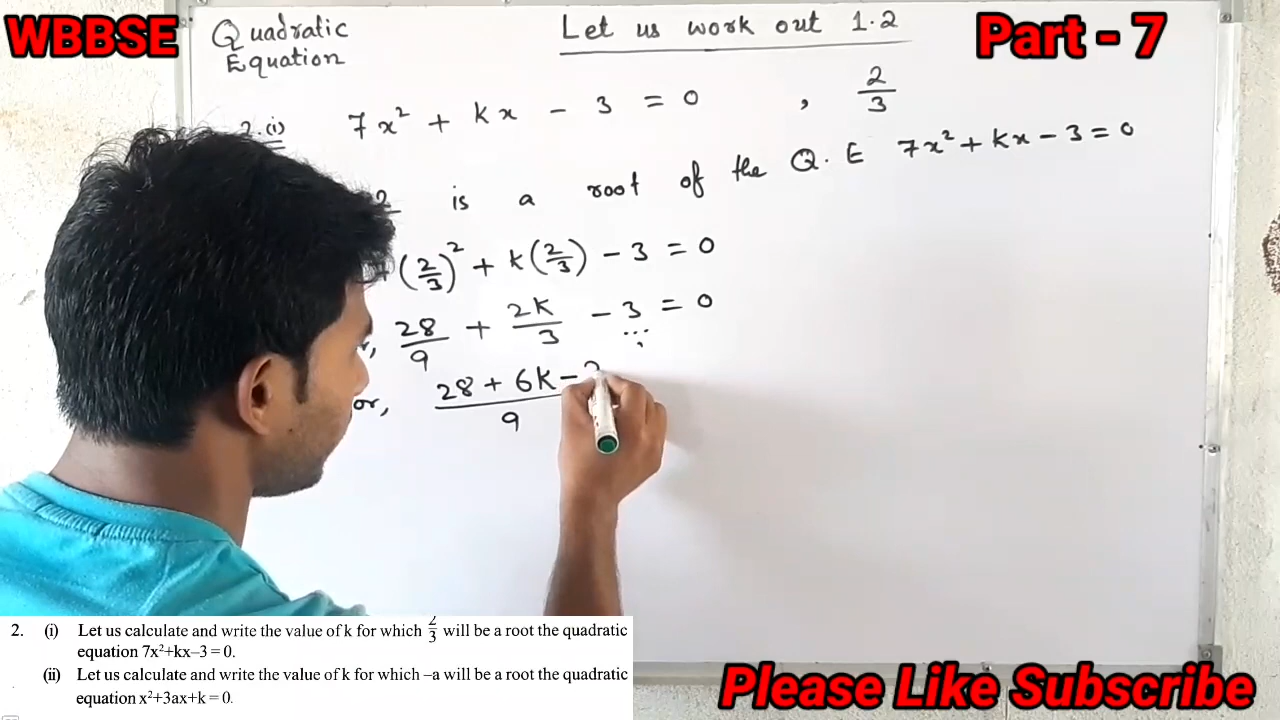 WBBSE
Quadratic
Equation
Let us work out 1.2
Part - 7
2.(i) 7x² + kx - 3 = 0 , 2/3
is a root of the Q.E 7x² + kx - 3 = 0
(2/3)² + k(2/3) - 3 = 0
28/9 + 2k/3 - 3 = 0
or, 28 + 6k - 2 / 9
2. (i) Let us calculate and write the value of k for which 2/3 will be a root the quadratic
equation 7x²+kx–3 = 0.
(ii) Let us calculate and write the value of k for which –a will be a root the quadratic
equation x²+3ax+k = 0.
Please Like Subscribe